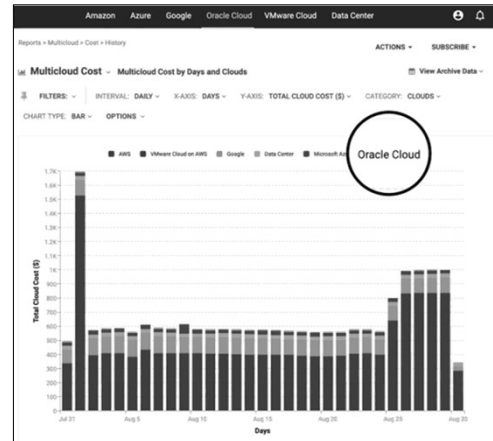 Amazon Azure Google Oracle Cloud VMware Cloud Data Center
Reports > Multicloud > Cost > History
ACTIONS SUBSCRIBE
Multicloud Cost Multicloud Cost by Days and Clouds View Archive Data
FILTERS: INTERVAL: DAILY X-AXIS: DAYS Y-AXIS: TOTAL CLOUD COST ($) CATEGORY: CLOUDS
CHART TYPE: BAR OPTIONS
AWS VMware Cloud on AWS Google Data Center Microsoft Az Oracle Cloud
1.7K
1.6K
1.5K
1.4K
1.3K
1.2K
1.1K
1K
900
800
700
600
500
400
300
200
100
0
Total Cloud Cost ($)
Jul 31 Aug 5 Aug 10 Aug 15 Aug 20 Aug 25 Aug 30
Days